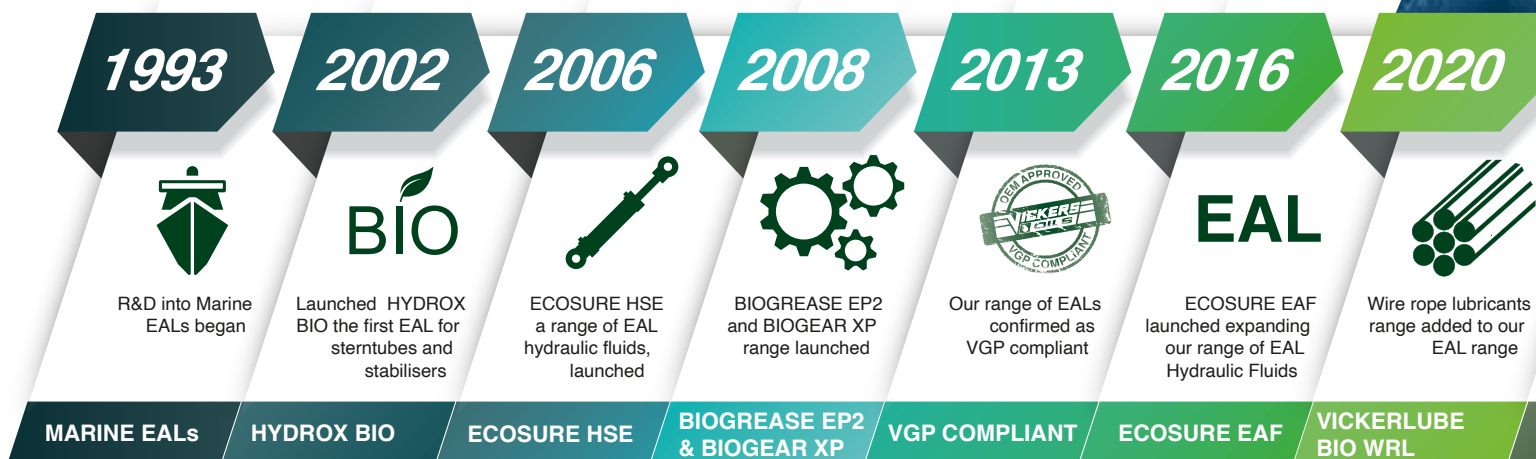 1993
2002
2006
2008
2013
2016
2020
BIO
OEM APPROVED
VICKERS
OILS
VGP COMPLIANT
EAL
R&D into Marine
EALs began
Launched HYDROX
BIO the first EAL for
sterntubes and
stabilisers
ECOSURE HSE
a range of EAL
hydraulic fluids,
launched
BIOGREASE EP2
and BIOGEAR XP
range launched
Our range of EALs
confirmed as
VGP compliant
ECOSURE EAF
launched expanding
our range of EAL
Hydraulic Fluids
Wire rope lubricants
range added to our
EAL range
MARINE EALs
HYDROX BIO
ECOSURE HSE
BIOGREASE EP2
& BIOGEAR XP
VGP COMPLIANT
ECOSURE EAF
VICKERLUBE
BIO WRL